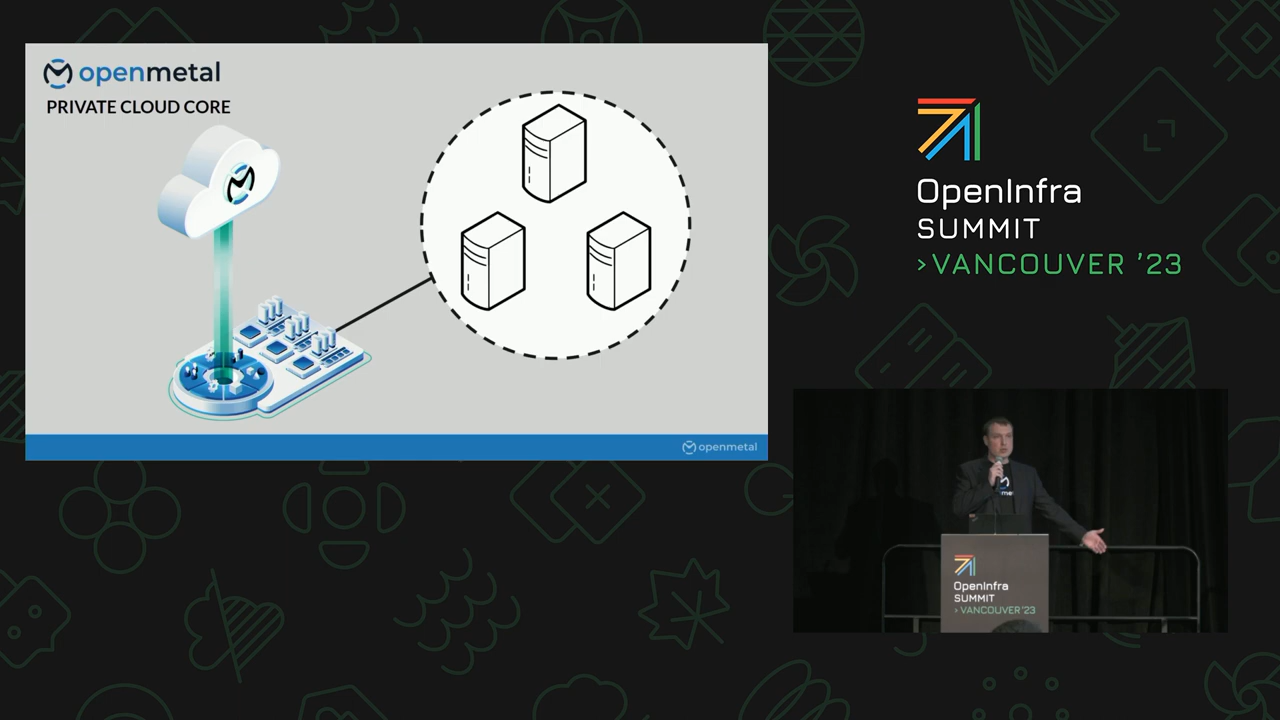 openmetal
PRIVATE CLOUD CORE
openmetal
OpenInfra
SUMMIT
>VANCOUVER '23
OpenInfra
SUMMIT
>VANCOUVER '23